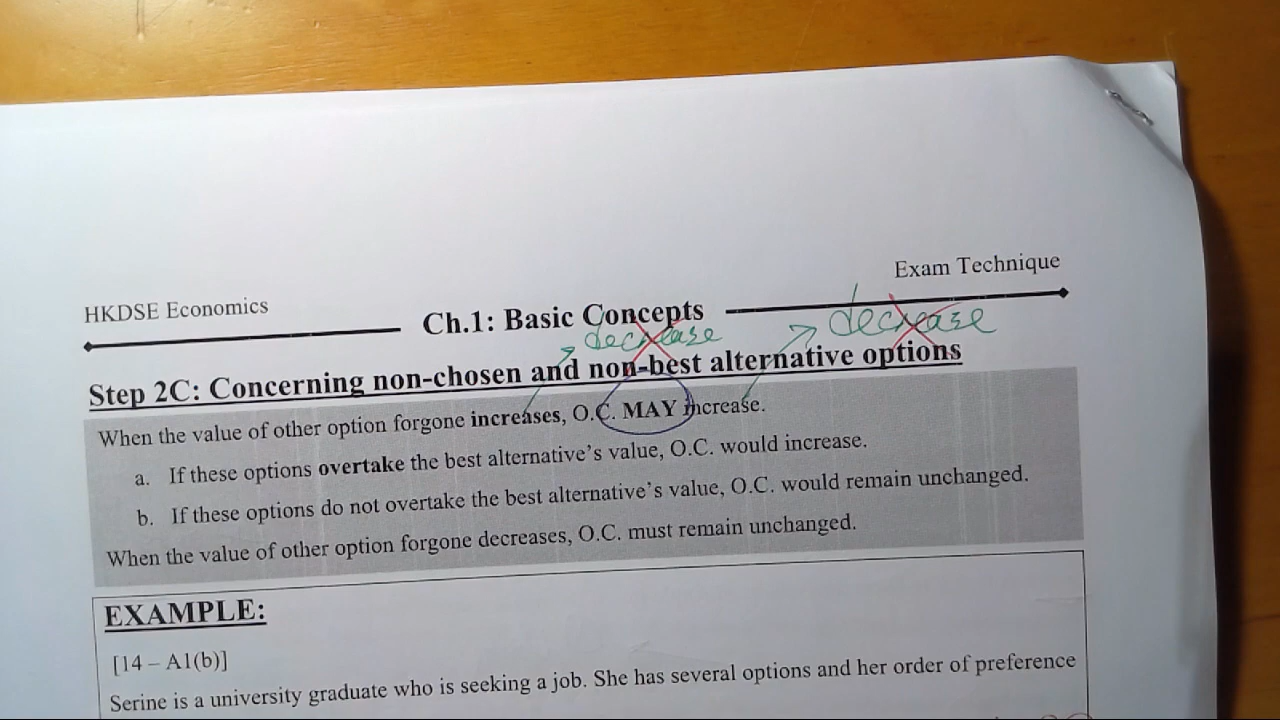 Exam Technique
HKDSE Economics
Ch.1: Basic Concepts
decrease
decrease
Step 2C: Concerning non-chosen and non-best alternative options
When the value of other option forgone increases, O.C. MAY increase.
a. If these options overtake the best alternative's value, O.C. would increase.
b. If these options do not overtake the best alternative's value, O.C. would remain unchanged.
When the value of other option forgone decreases, O.C. must remain unchanged.
EXAMPLE:
[14 – A1(b)]
Serine is a university graduate who is seeking a job. She has several options and her order of preference